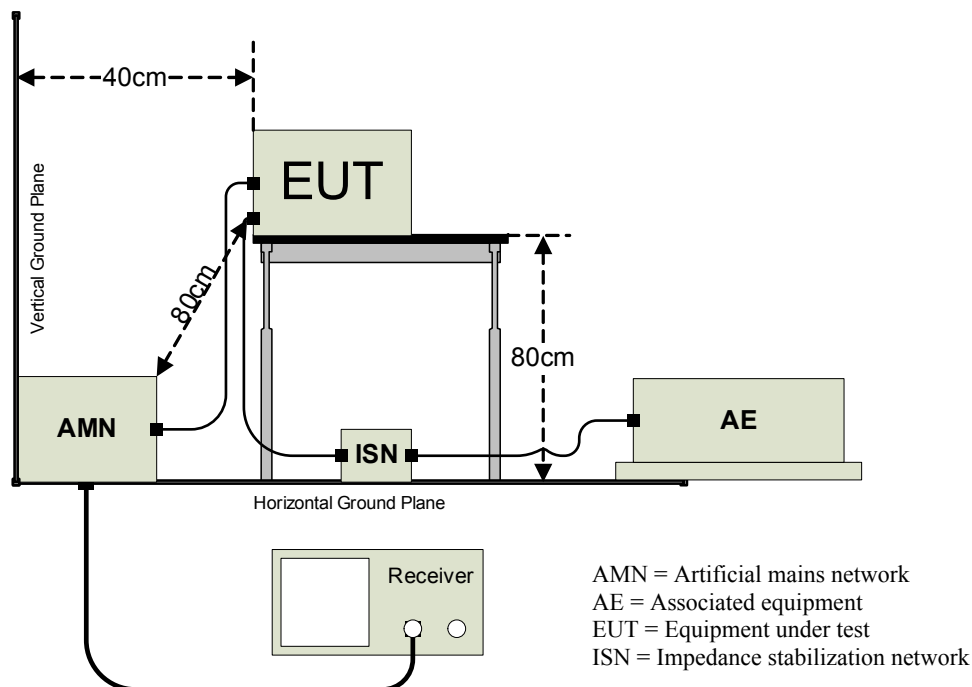 40cm
EUT
Vertical Ground Plane
80cm
80cm
AMN
ISN
AE
Horizontal Ground Plane
Receiver
AMN = Artificial mains network
AE = Associated equipment
EUT = Equipment under test
ISN = Impedance stabilization network